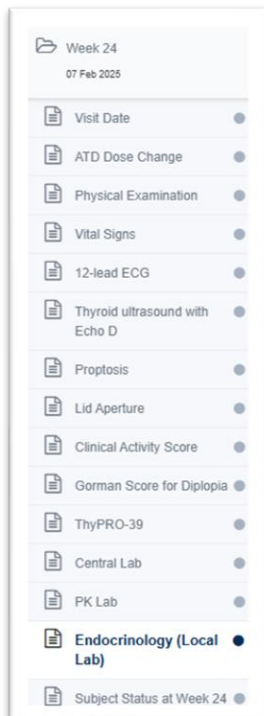 Week 24
07 Feb 2025
Visit Date
ATD Dose Change
Physical Examination
Vital Signs
12-lead ECG
Thyroid ultrasound with
Echo D
Proptosis
Lid Aperture
Clinical Activity Score
Gorman Score for Diplopia
ThyPRO-39
Central Lab
PK Lab
Endocrinology (Local
Lab)
Subject Status at Week 24